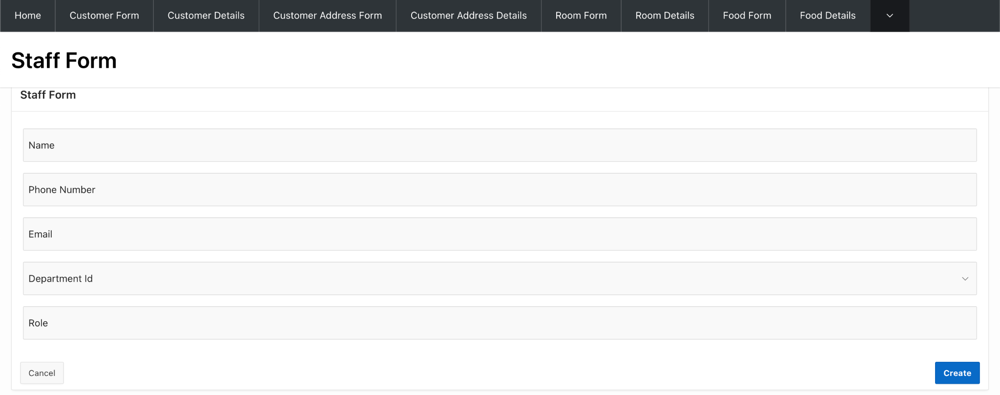 Home Customer Form Customer Details Customer Address Form Customer Address Details Room Form Room Details Food Form Food Details
Staff Form
Staff Form
Name
Phone Number
Email
Department Id
Role
Cancel Create